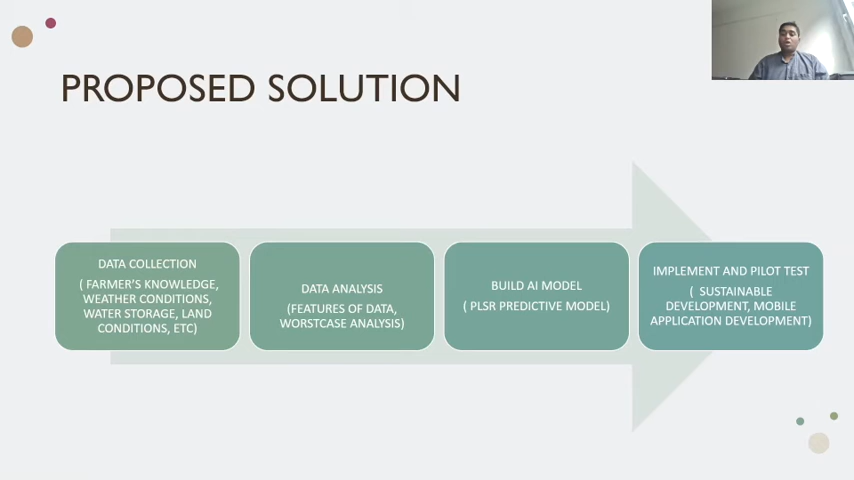 PROPOSED SOLUTION
DATA COLLECTION
( FARMER'S KNOWLEDGE,
WEATHER CONDITIONS,
WATER STORAGE, LAND
CONDITIONS, ETC)
DATA ANALYSIS
(FEATURES OF DATA,
WORSTCASE ANALYSIS)
BUILD AI MODEL
( PLSR PREDICTIVE MODEL)
IMPLEMENT AND PILOT TEST
( SUSTAINABLE
DEVELOPMENT, MOBILE
APPLICATION DEVELOPMENT)